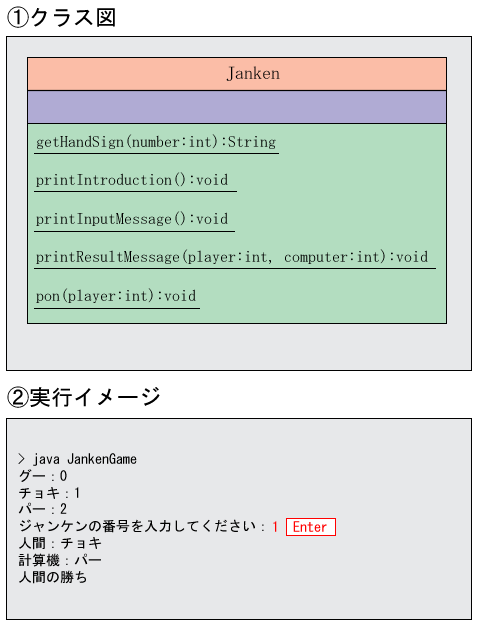 ①クラス図
Janken
getHandSign(number:int):String
printIntroduction():void
printInputMessage():void
printResultMessage(player:int, computer:int):void
pon(player:int):void
②実行イメージ
> java JankenGame
グー：0
チョキ：1
パー：2
ジャンケンの番号を入力してください：1 Enter
人間：チョキ
計算機：パー
人間の勝ち